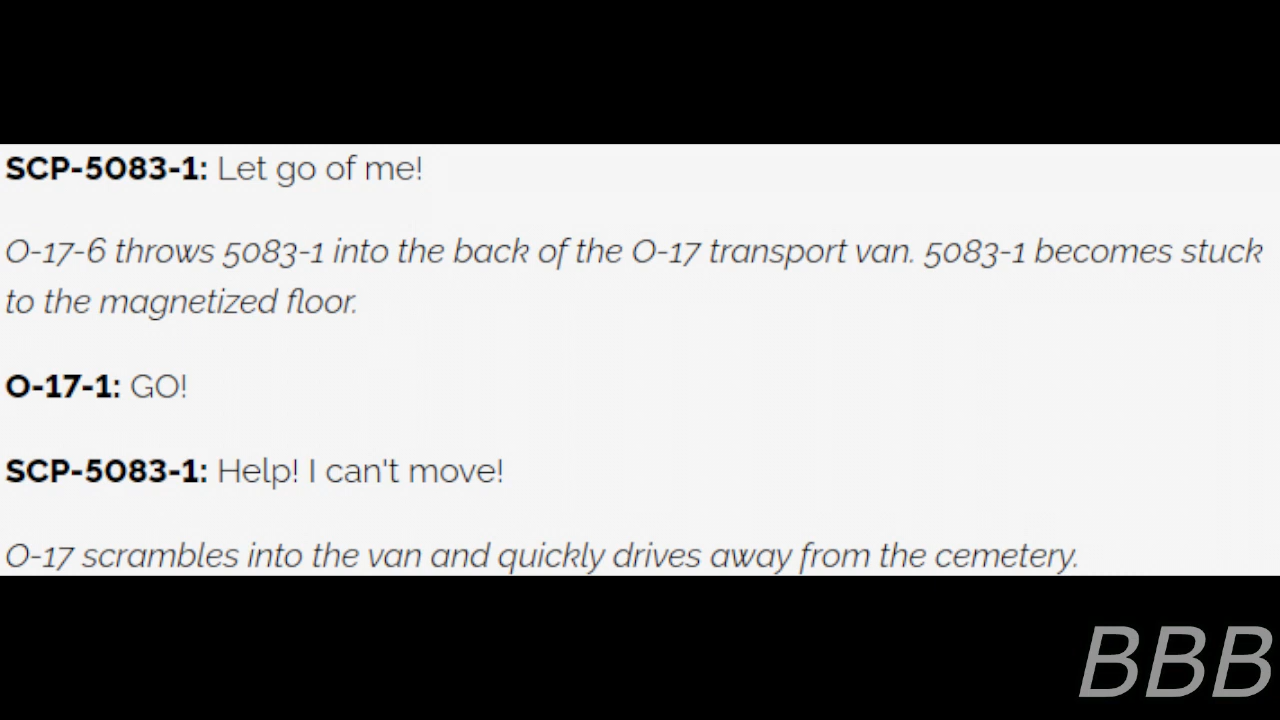 SCP-5083-1: Let go of me!
O-17-6 throws 5083-1 into the back of the O-17 transport van. 5083-1 becomes stuck
to the magnetized floor.
O-17-1: GO!
SCP-5083-1: Help! I can't move!
O-17 scrambles into the van and quickly drives away from the cemetery.
BBB